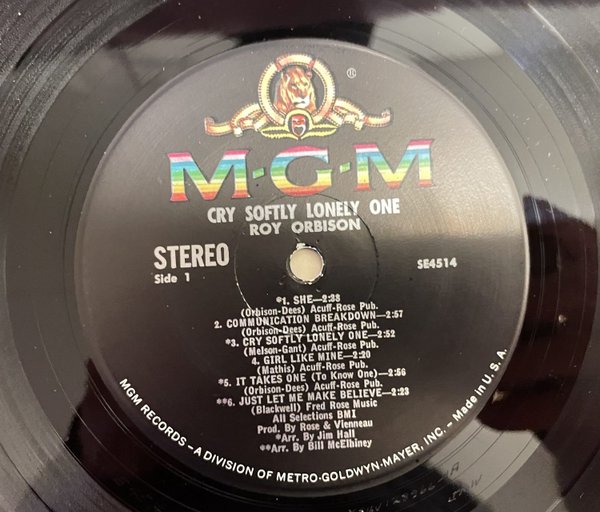 ®
M·G·M
CRY SOFTLY LONELY ONE
ROY ORBISON
STEREO
Side 1
SE4514
*1. SHE—2:38
(Orbison-Dees) Acuff-Rose Pub.
2. COMMUNICATION BREAKDOWN—2:57
(Orbison-Dees) Acuff-Rose Pub.
*3. CRY SOFTLY LONELY ONE—2:52
(Melson-Gant) Acuff-Rose Pub.
4. GIRL LIKE MINE—2:20
(Mathis) Acuff-Rose Pub.
*5. IT TAKES ONE (To Know One)—2:56
(Orbison-Dees) Acuff-Rose Pub.
**6. JUST LET ME MAKE BELIEVE—2:23
(Blackwell) Fred Rose Music
All Selections BMI
Prod. By Rose & Vienneau
*Arr. By Jim Hall
**Arr. By Bill McElhiney
MGM RECORDS—A DIVISION OF METRO-GOLDWYN-MAYER, INC.—Made in U.S.A.